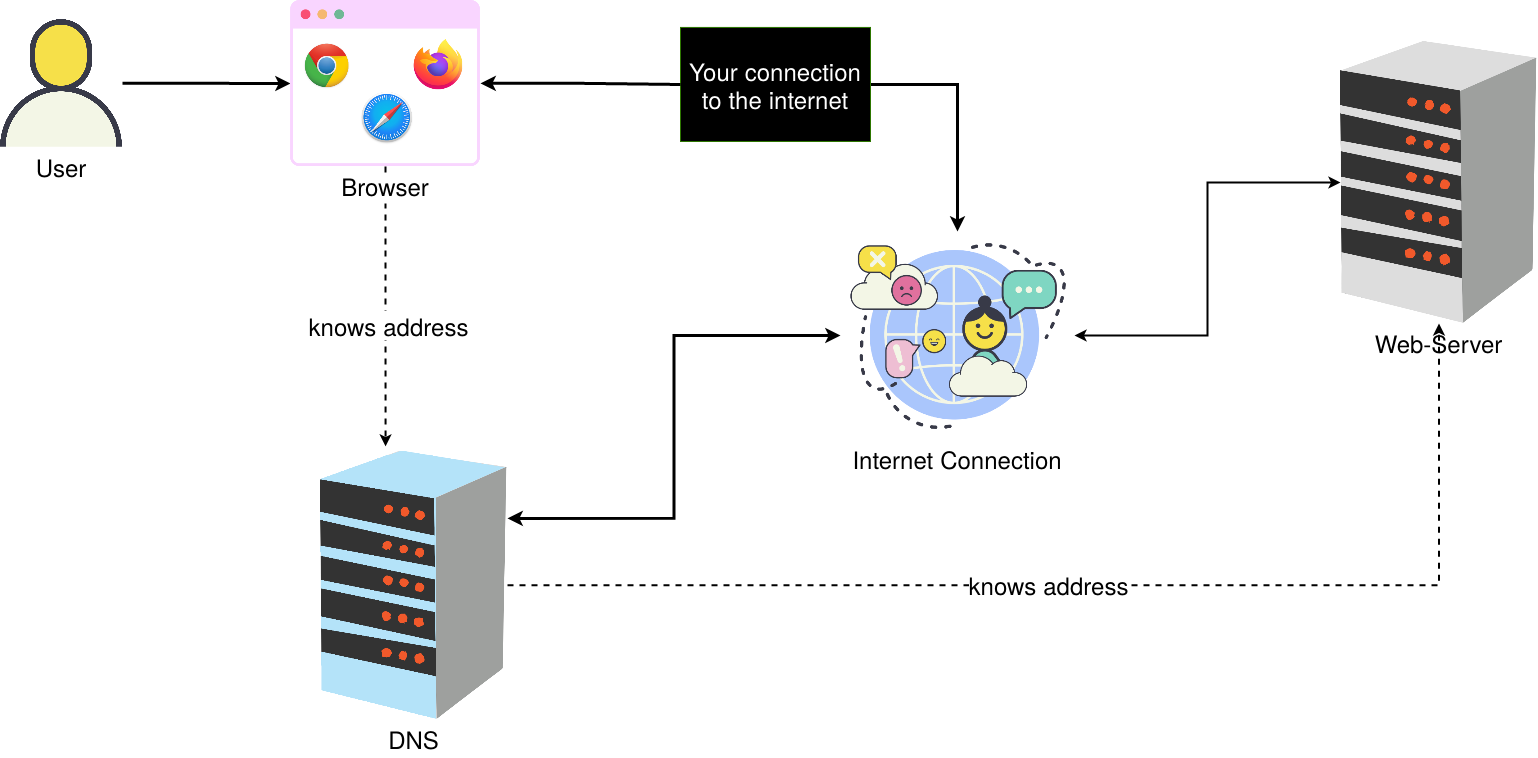 Your connection
to the internet
User
Browser
knows address
Web-Server
Internet Connection
knows address
DNS